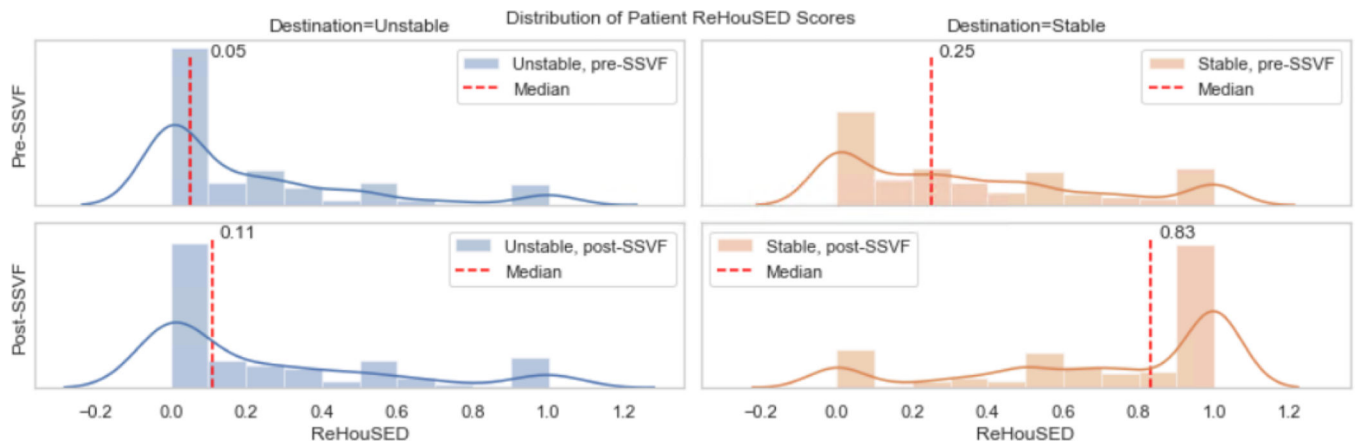 Distribution of Patient ReHouSED Scores
Destination=Unstable
Destination=Stable
Pre-SSVF
0.05
Unstable, pre-SSVF
Median
0.25
Stable, pre-SSVF
Median
Post-SSVF
0.11
Unstable, post-SSVF
Median
Stable, post-SSVF
Median
0.83
−0.2 0.0 0.2 0.4 0.6 0.8 1.0 1.2
ReHouSED
−0.2 0.0 0.2 0.4 0.6 0.8 1.0 1.2
ReHouSED